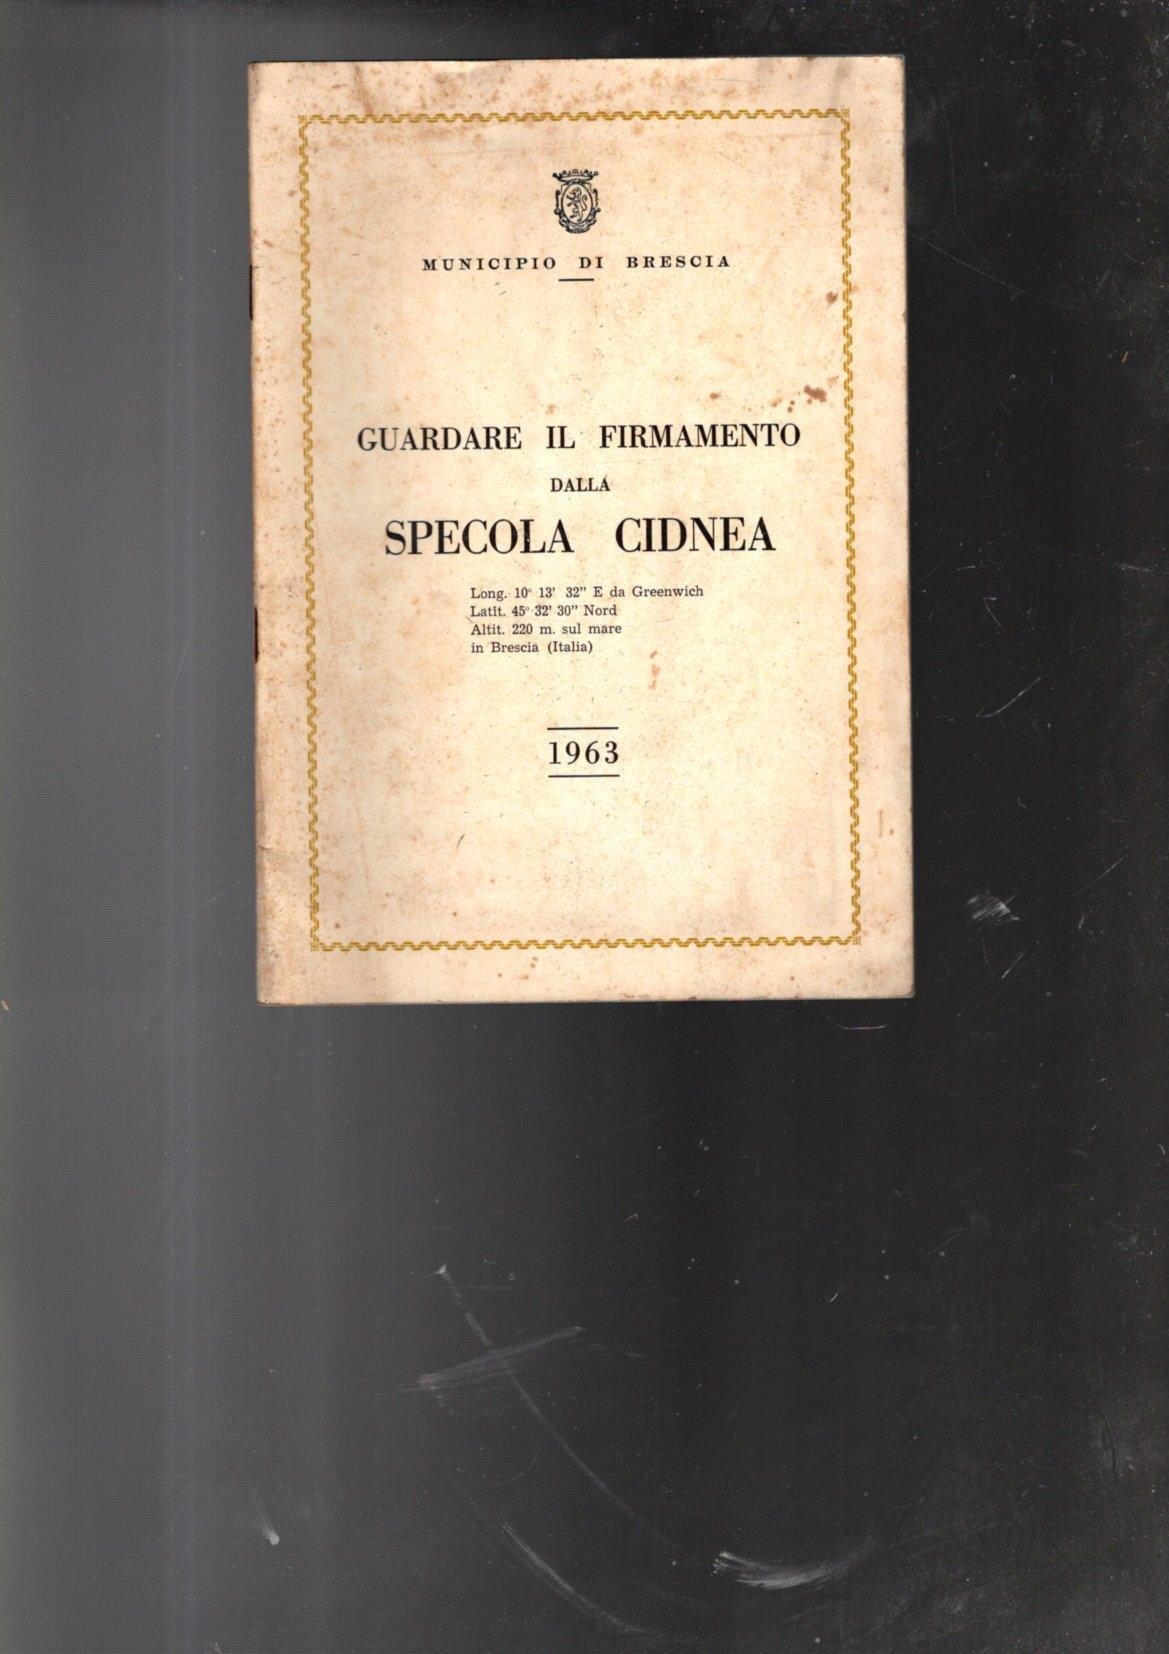 MUNICIPIO DI BRESCIA
GUARDARE IL FIRMAMENTO
DALLA
SPECOLA CIDNEA
Long. 10° 13' 32" E da Greenwich
Latit. 45° 32' 30" Nord
Altit. 220 m. sul mare
in Brescia (Italia)
1963